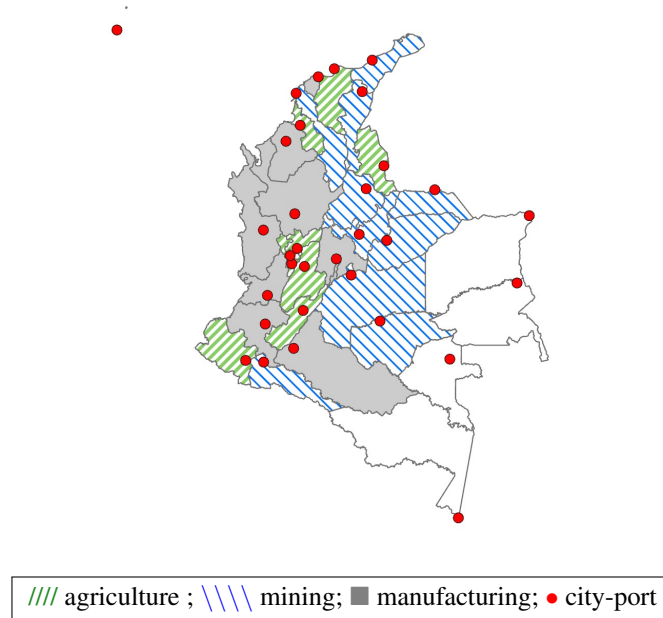 //// agriculture ; \\\\ mining; ■ manufacturing; • city-port